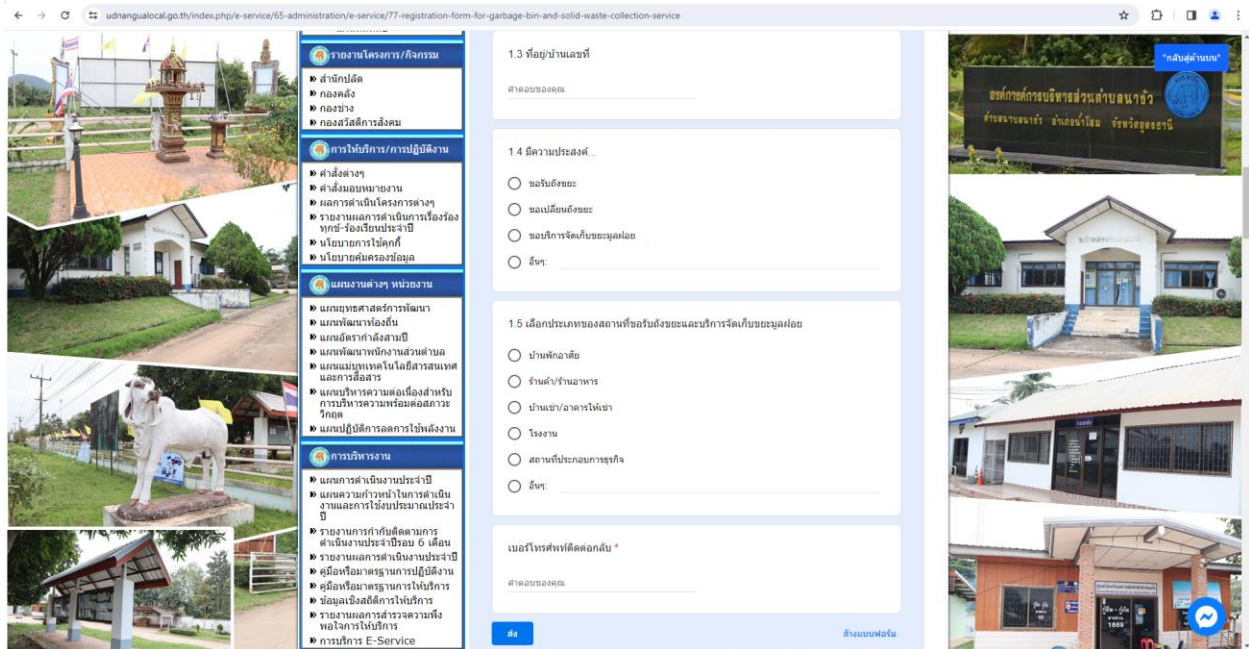 udnangualocal.go.th/index.php/e-service/65-administration/e-service/77-registration-form-for-garbage-bin-and-solid-waste-collection-service
รายงานโครงการ/กิจกรรม
สำนักปลัด
กองคลัง
กองช่าง
กองสวัสดิการสังคม
การให้บริการ/การปฏิบัติงาน
คำสั่งต่างๆ
คำสั่งมอบหมายงาน
ผลการดำเนินโครงการต่างๆ
รายงานผลการดำเนินการเรื่องร้อง
ทุกข์-ร้องเรียนประจำปี
นโยบายการใช้คุกกี้
นโยบายคุ้มครองข้อมูล
แผนงานต่างๆ หน่วยงาน
แผนยุทธศาสตร์การพัฒนา
แผนพัฒนาท้องถิ่น
แผนอัตรากำลังสามปี
แผนพัฒนาพนักงานส่วนตำบล
แผนแม่บทเทคโนโลยีสารสนเทศ
และการสื่อสาร
แผนบริหารความต่อเนื่องสำหรับ
การบริหารความพร้อมต่อสภาวะ
วิกฤต
แผนปฏิบัติการลดการใช้พลังงาน
การบริหารงาน
แผนการดำเนินงานประจำปี
แผนความก้าวหน้าในการดำเนิน
งานและการใช้งบประมาณประจำ
ปี
รายงานการกำกับติดตามการ
ดำเนินงานประจำปีรอบ 6 เดือน
รายงานผลการดำเนินงานประจำปี
คู่มือหรือมาตรฐานการปฏิบัติงาน
คู่มือหรือมาตรฐานการให้บริการ
ข้อมูลเชิงสถิติการให้บริการ
รายงานผลการสำรวจความพึง
พอใจการให้บริการ
การบริการ E-Service
1.3 ที่อยู่/บ้านเลขที่
คำตอบของคุณ
1.4 มีความประสงค์...
ขอรับถังขยะ
ขอเปลี่ยนถังขยะ
ขอบริการจัดเก็บขยะมูลฝอย
อื่นๆ:
1.5 เลือกประเภทของสถานที่ขอรับถังขยะและบริการจัดเก็บขยะมูลฝอย
บ้านพักอาศัย
ร้านค้า/ร้านอาหาร
บ้านเช่า/อาคารให้เช่า
โรงงาน
สถานที่ประกอบการธุรกิจ
อื่นๆ:
เบอร์โทรศัพท์ติดต่อกลับ *
คำตอบของคุณ
ส่ง
ล้างแบบฟอร์ม
"กลับสู่ด้านบน"
องค์การบริหารส่วนตำบลนางัว
ตำบลนางัว อำเภอน้ำโสม จังหวัดอุดรธานี
กู้ชีพ - กู้ภัย
1669